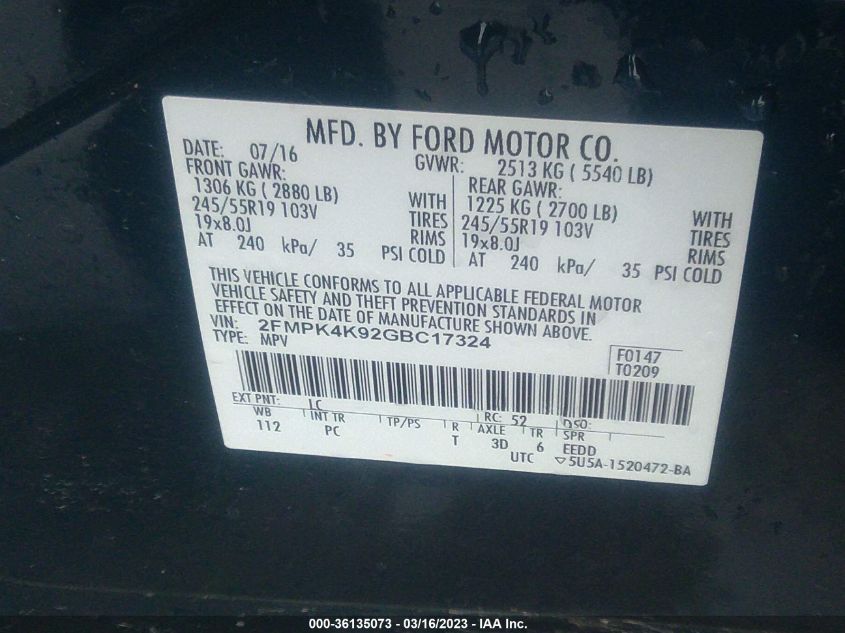 MFD. BY FORD MOTOR CO.
DATE: 07/16 GVWR: 2513 KG ( 5540 LB)
FRONT GAWR: REAR GAWR:
1306 KG ( 2880 LB) WITH 1225 KG ( 2700 LB) WITH
245/55R19 103V TIRES 245/55R19 103V TIRES
19x8.0J RIMS 19x8.0J RIMS
AT 240 kPa/ 35 PSI COLD AT 240 kPa/ 35 PSI COLD
THIS VEHICLE CONFORMS TO ALL APPLICABLE FEDERAL MOTOR
VEHICLE SAFETY AND THEFT PREVENTION STANDARDS IN
EFFECT ON THE DATE OF MANUFACTURE SHOWN ABOVE.
VIN: 2FMPK4K92GBC17324
TYPE: MPV
F0147
T0209
EXT PNT: LC RC: 52 DSO:
WB INT TR TP/PS R AXLE TR SPR
112 PC T 3D 6 EEDD
UTC ▽5U5A-1520472-BA
000-36135073 - 03/16/2023 - IAA Inc.